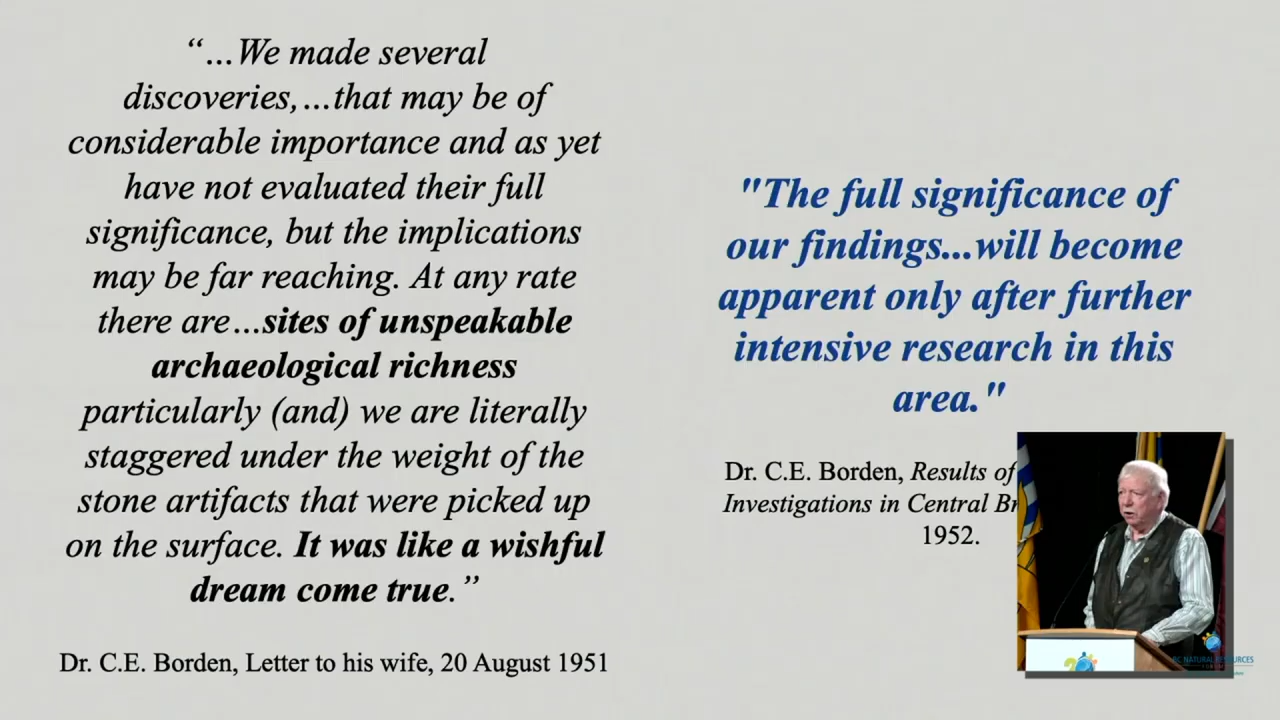 “…We made several
discoveries,…that may be of
considerable importance and as yet
have not evaluated their full
significance, but the implications
may be far reaching. At any rate
there are…sites of unspeakable
archaeological richness
particularly (and) we are literally
staggered under the weight of the
stone artifacts that were picked up
on the surface. It was like a wishful
dream come true.”
Dr. C.E. Borden, Letter to his wife, 20 August 1951
"The full significance of
our findings...will become
apparent only after further
intensive research in this
area."
Dr. C.E. Borden, Results of
Investigations in Central
1952.
BC NATURAL RESOURCES
FORUM